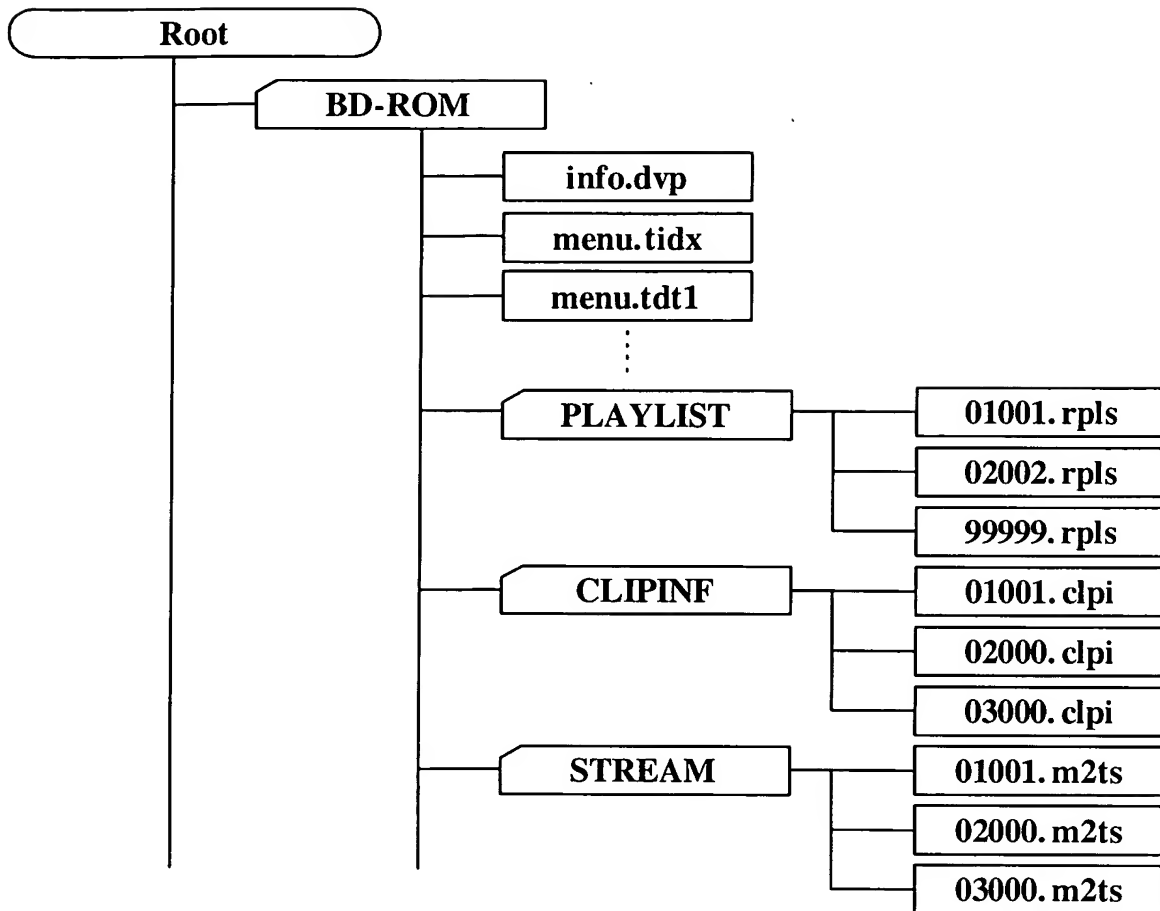 Root
BD-ROM
info.dvp
menu.tidx
menu.tdt1
PLAYLIST
01001.rpls
02002.rpls
99999.rpls
CLIPINF
01001.clpi
02000.clpi
03000.clpi
STREAM
01001.m2ts
02000.m2ts
03000.m2ts